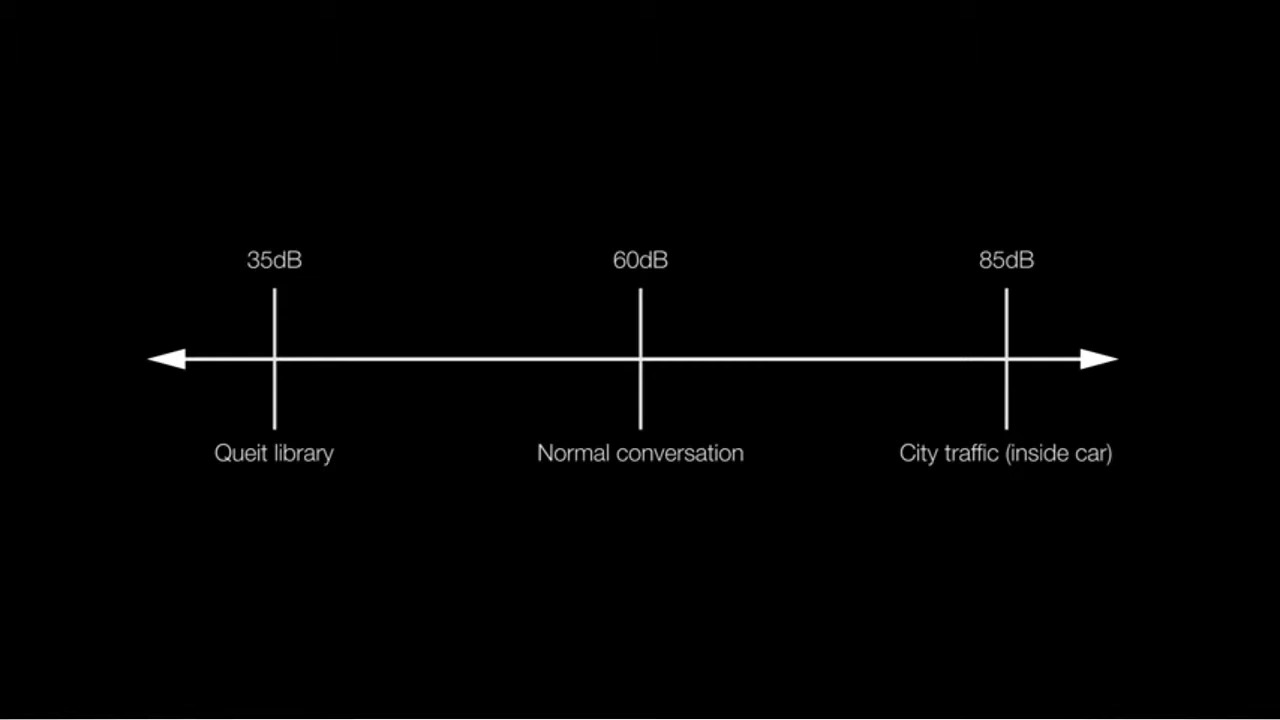 35dB
60dB
85dB
Queit library
Normal conversation
City traffic (inside car)